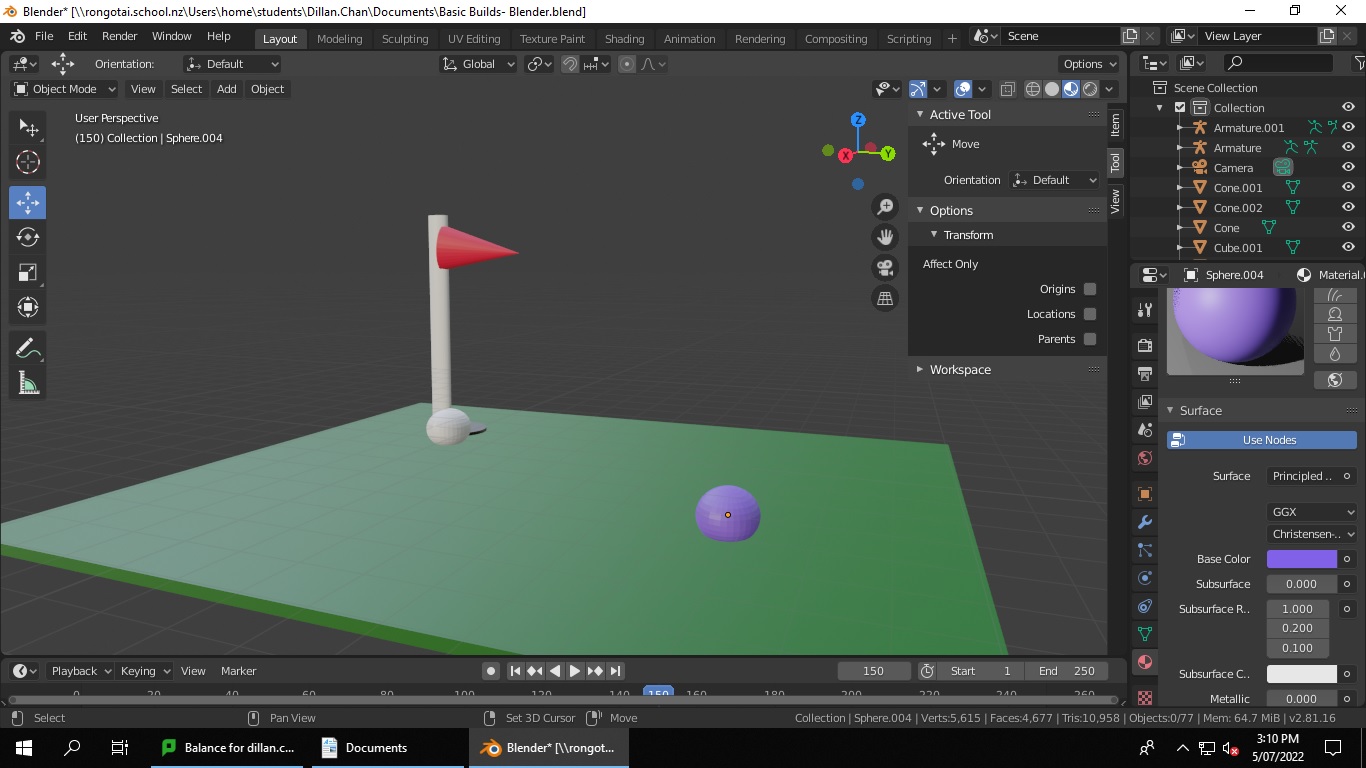 Blender* [\\rongotai.school.nz\Users\home\students\Dillan.Chan\Documents\Basic Builds- Blender.blend]
File Edit Render Window Help Layout Modeling Sculpting UV Editing Texture Paint Shading Animation Rendering Compositing Scripting + Scene View Layer
Orientation: Default Global Options
Object Mode View Select Add Object
Scene Collection
Collection
Armature.001
Armature
Camera
Cone.001
Cone.002
Cone
Cube.001
User Perspective
(150) Collection | Sphere.004
Z
X
Y
Active Tool
Move
Orientation Default
Options
Transform
Affect Only
Origins
Locations
Parents
Workspace
Item
Tool
View
Sphere.004 Material.
Surface
Use Nodes
Surface Principled ..
GGX
Christensen-..
Base Color
Subsurface 0.000
Subsurface R.. 1.000
0.200
0.100
Subsurface C..
Metallic 0.000
Playback Keying View Marker 150 Start 1 End 250
0 20 40 60 80 100 120 140 150 160 180 200 220 240 260
Select Pan View Set 3D Cursor Move Collection | Sphere.004 | Verts:5,615 | Faces:4,677 | Tris:10,958 | Objects:0/77 | Mem: 64.7 MiB | v2.81.16
Balance for dillan.c... Documents Blender* [\\rongot...
3:10 PM
5/07/2022